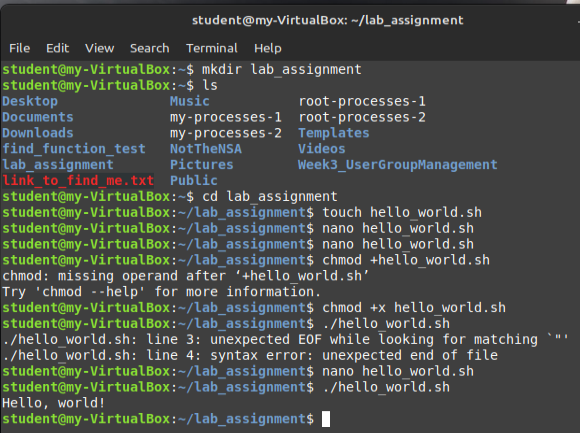 student@my-VirtualBox: ~/lab_assignment
File Edit View Search Terminal Help
student@my-VirtualBox:~$ mkdir lab_assignment
student@my-VirtualBox:~$ ls
Desktop Music root-processes-1
Documents my-processes-1 root-processes-2
Downloads my-processes-2 Templates
find_function_test NotTheNSA Videos
lab_assignment Pictures Week3_UserGroupManagement
link_to_find_me.txt Public
student@my-VirtualBox:~$ cd lab_assignment
student@my-VirtualBox:~/lab_assignment$ touch hello_world.sh
student@my-VirtualBox:~/lab_assignment$ nano hello_world.sh
student@my-VirtualBox:~/lab_assignment$ nano hello_world.sh
student@my-VirtualBox:~/lab_assignment$ chmod +hello_world.sh
chmod: missing operand after ‘+hello_world.sh’
Try 'chmod --help' for more information.
student@my-VirtualBox:~/lab_assignment$ chmod +x hello_world.sh
student@my-VirtualBox:~/lab_assignment$ ./hello_world.sh
./hello_world.sh: line 3: unexpected EOF while looking for matching `"'
./hello_world.sh: line 4: syntax error: unexpected end of file
student@my-VirtualBox:~/lab_assignment$ nano hello_world.sh
student@my-VirtualBox:~/lab_assignment$ ./hello_world.sh
Hello, world!
student@my-VirtualBox:~/lab_assignment$